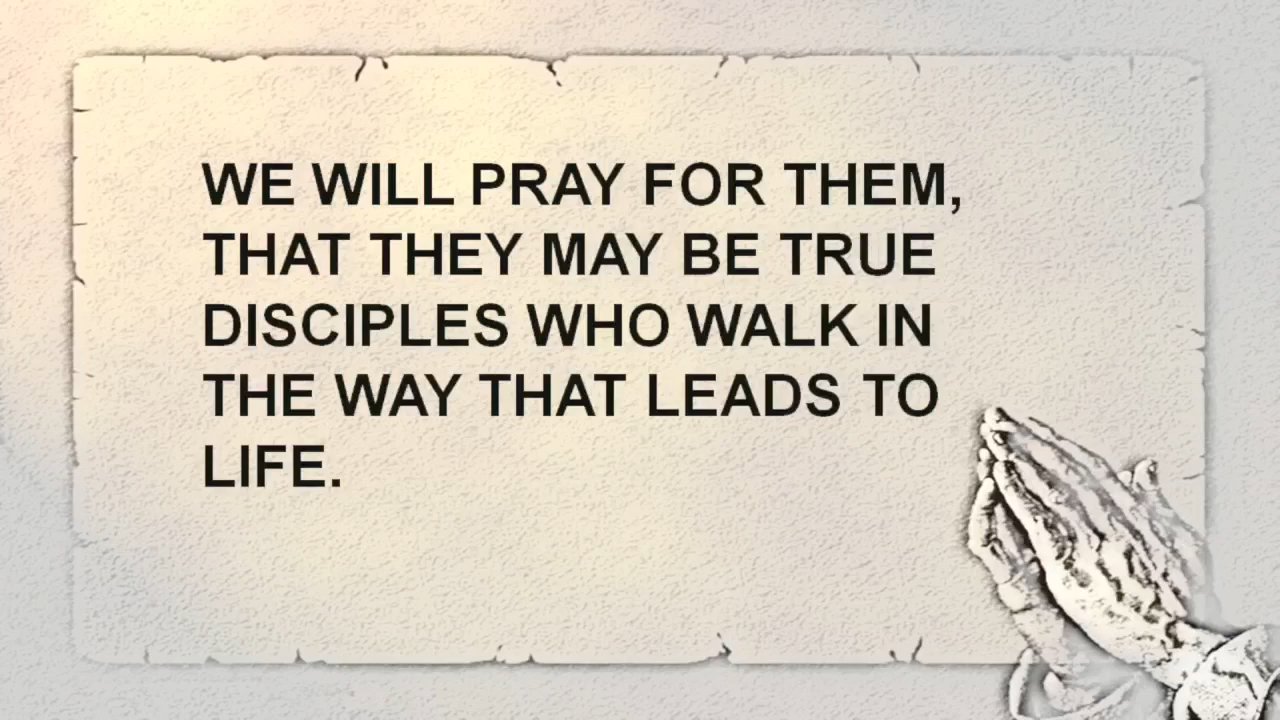 WE WILL PRAY FOR THEM,
THAT THEY MAY BE TRUE
DISCIPLES WHO WALK IN
THE WAY THAT LEADS TO
LIFE.